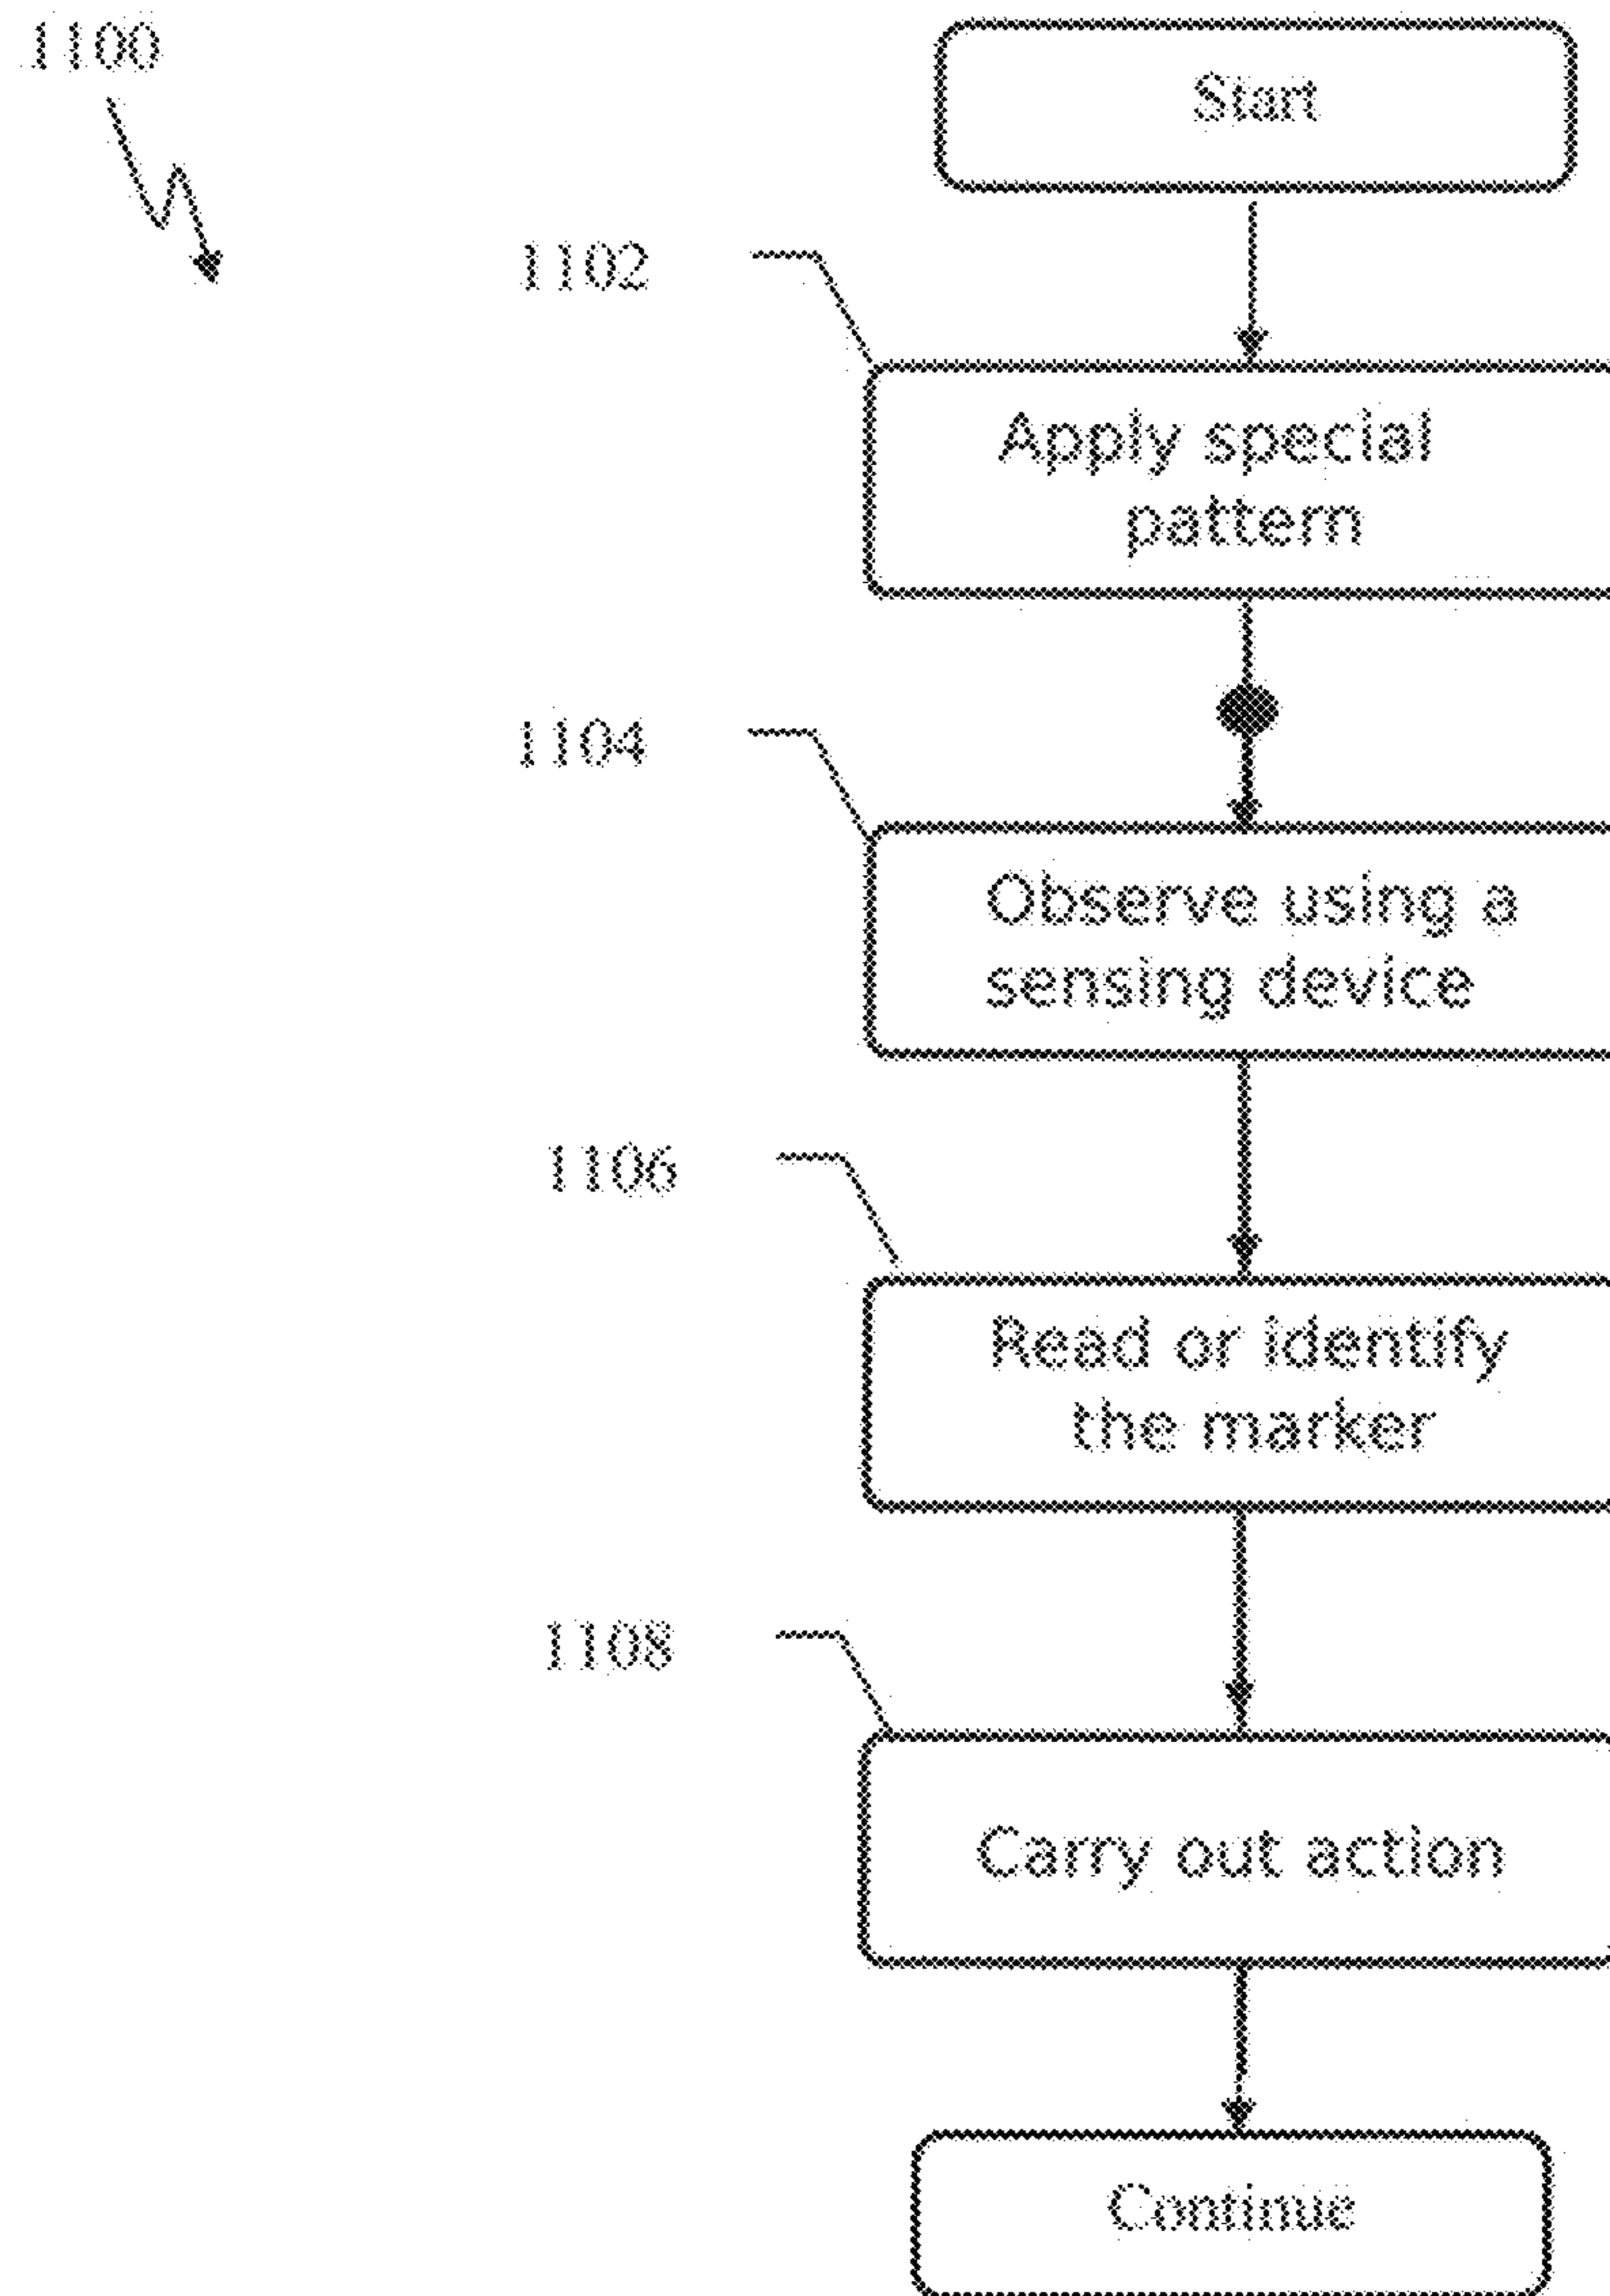 1100
Start
1102
Apply special
pattern
1104
Observe using a
sensing device
1106
Read or identify
the marker
1108
Carry out action
Continue